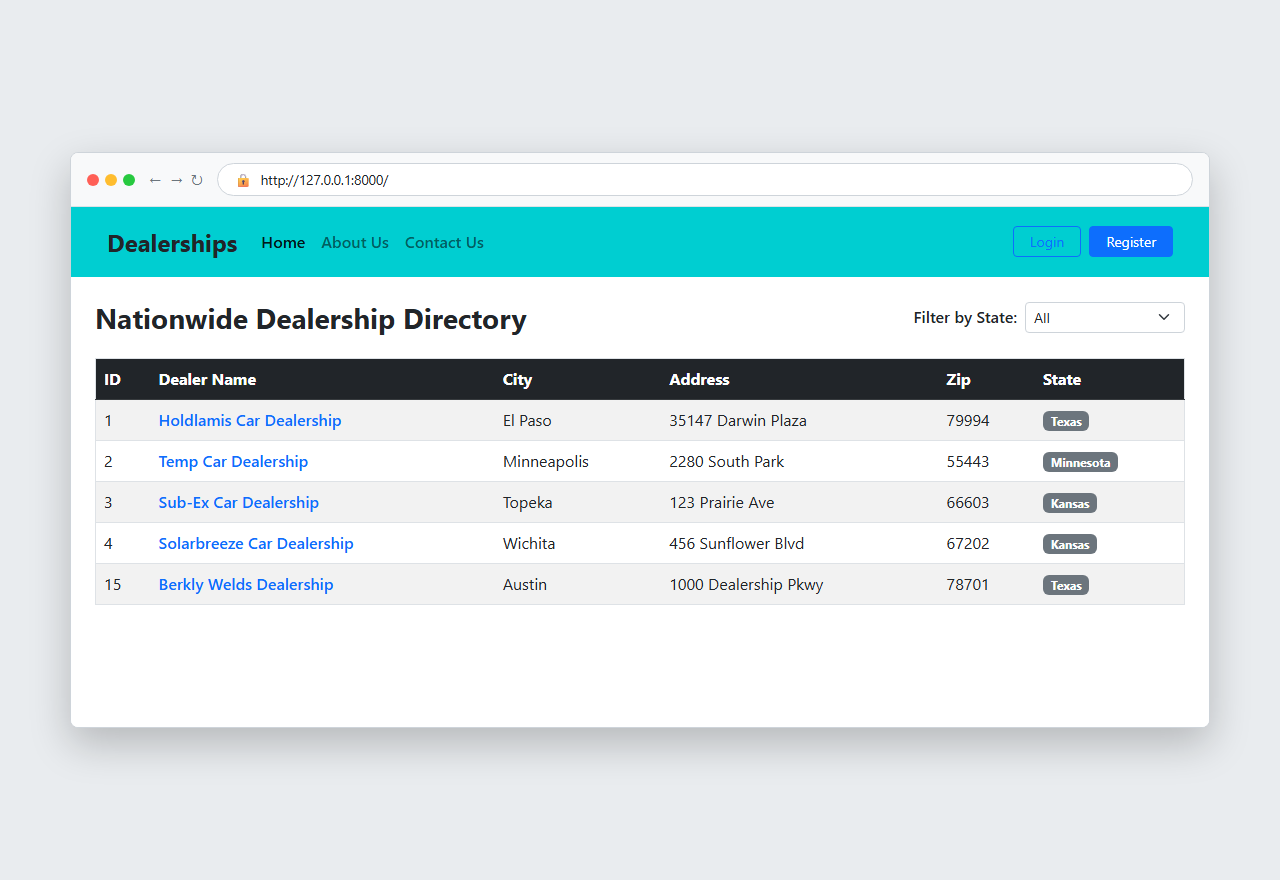 http://127.0.0.1:8000/
Dealerships Home About Us Contact Us Login Register
Nationwide Dealership Directory Filter by State: All
ID Dealer Name City Address Zip State
1 Holdlamis Car Dealership El Paso 35147 Darwin Plaza 79994 Texas
2 Temp Car Dealership Minneapolis 2280 South Park 55443 Minnesota
3 Sub-Ex Car Dealership Topeka 123 Prairie Ave 66603 Kansas
4 Solarbreeze Car Dealership Wichita 456 Sunflower Blvd 67202 Kansas
15 Berkly Welds Dealership Austin 1000 Dealership Pkwy 78701 Texas